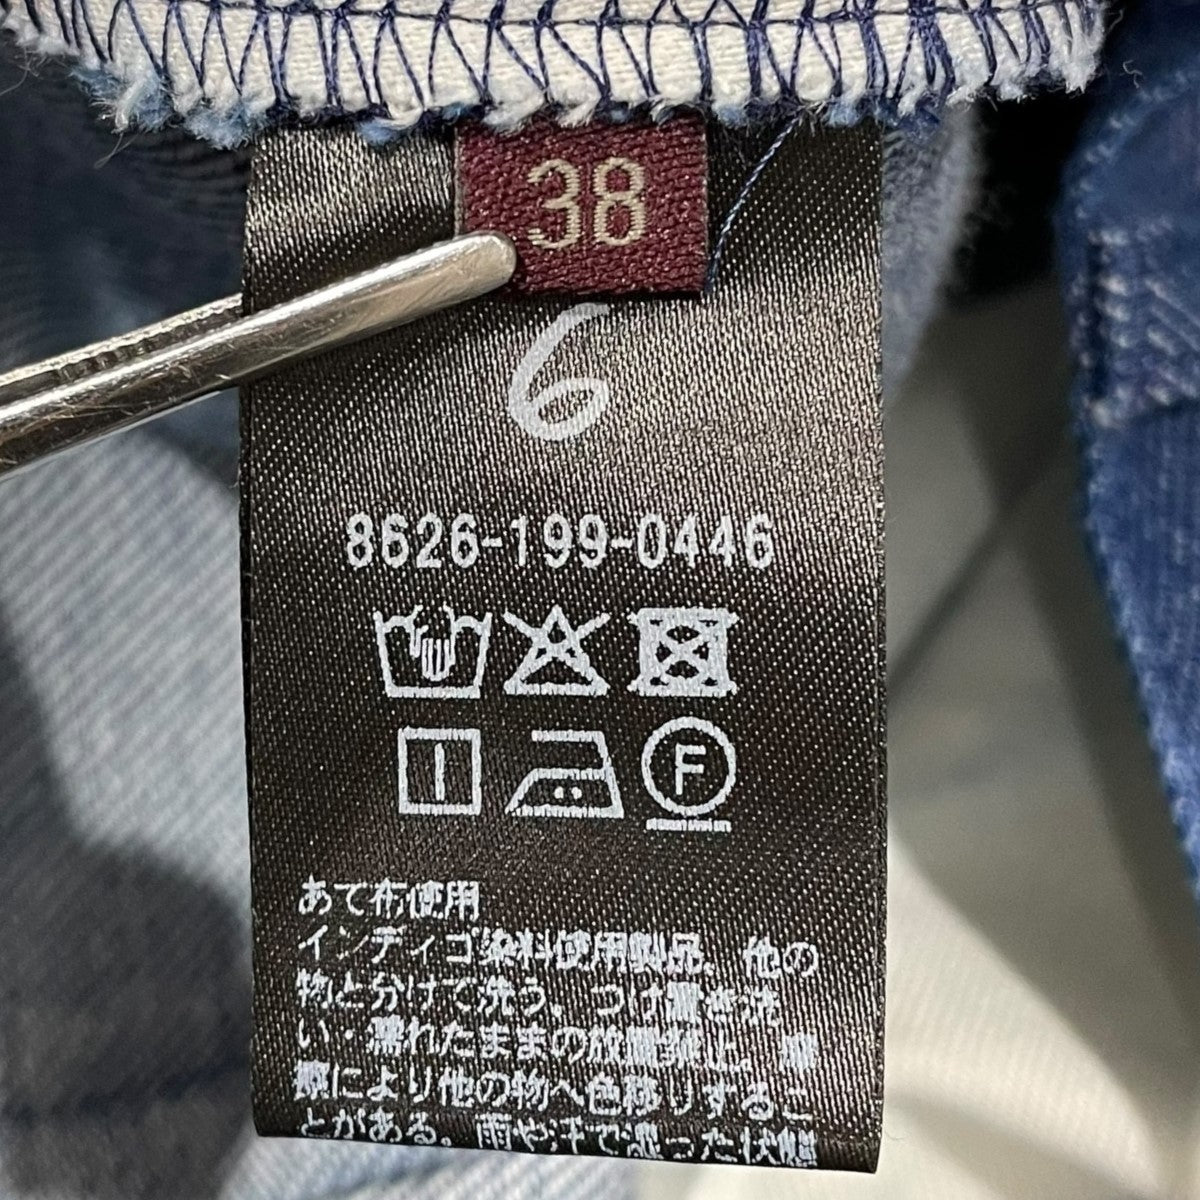 38
6
8626-199-0446
F
あて布使用
インディゴ染料使用製品。他の
物と分けて洗う。つけ置き洗
い・濡れたままの放置禁止。摩
擦により他の物へ色移りするこ
とがある。雨や汗で湿った状態